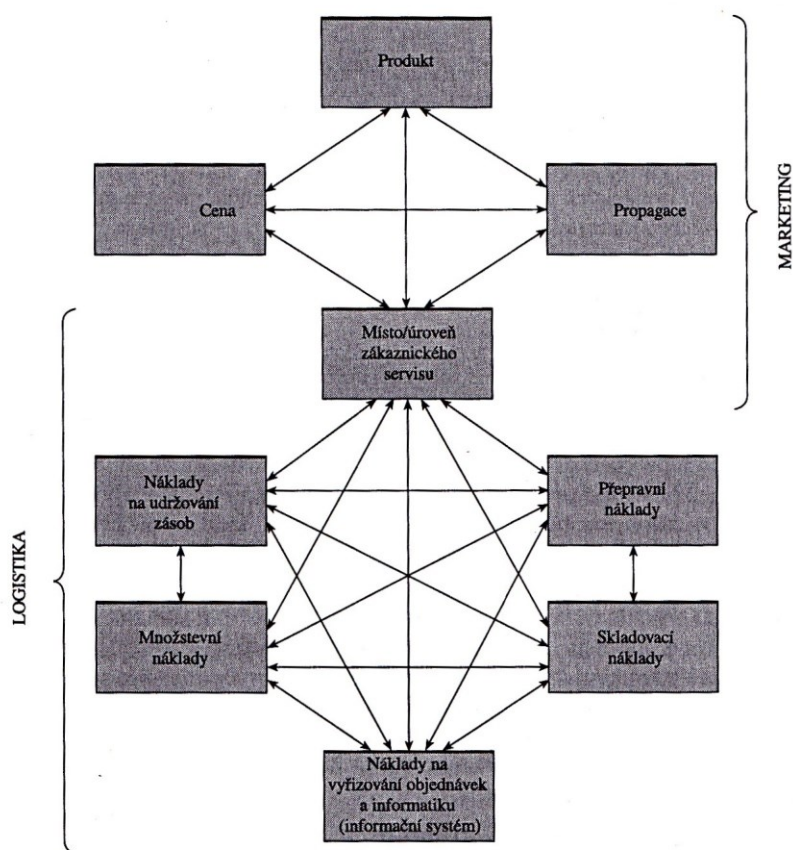 Produkt
MARKETING
Cena
Propagace
Místo/úroveň
zákaznického
servisu
LOGISTIKA
Náklady
na udržování
zásob
Přepravní
náklady
Množstevní
náklady
Skladovací
náklady
Náklady na
vyřizování objednávek
a informatiku
(informační systém)